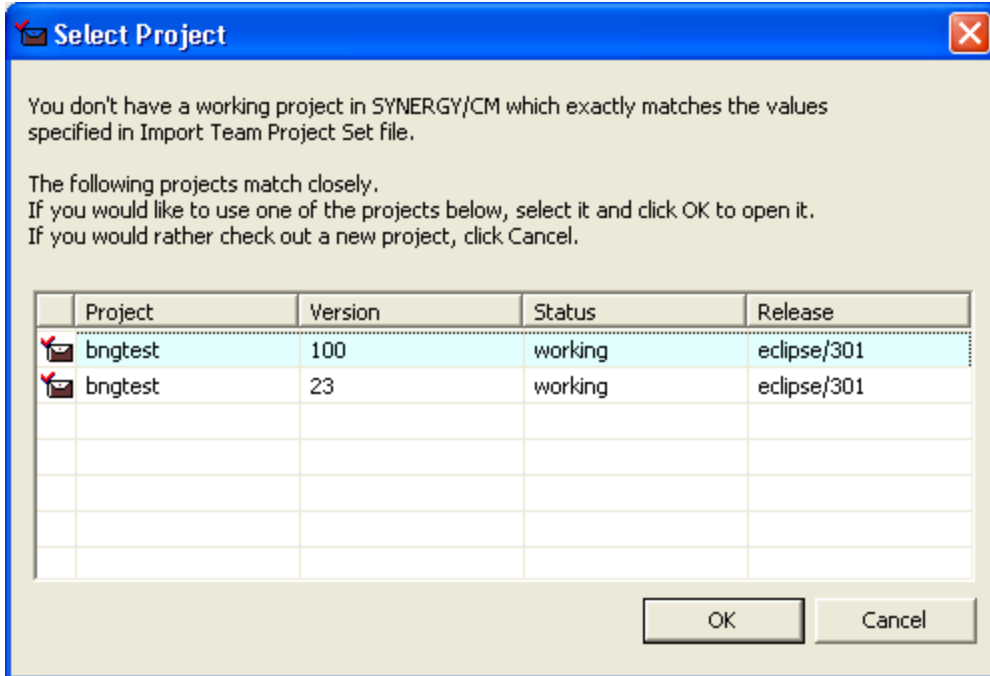 Select Project
You don't have a working project in SYNERGY/CM which exactly matches the values
specified in Import Team Project Set file.
The following projects match closely.
If you would like to use one of the projects below, select it and click OK to open it.
If you would rather check out a new project, click Cancel.
Project Version Status Release
bngtest 100 working eclipse/301
bngtest 23 working eclipse/301
OK Cancel